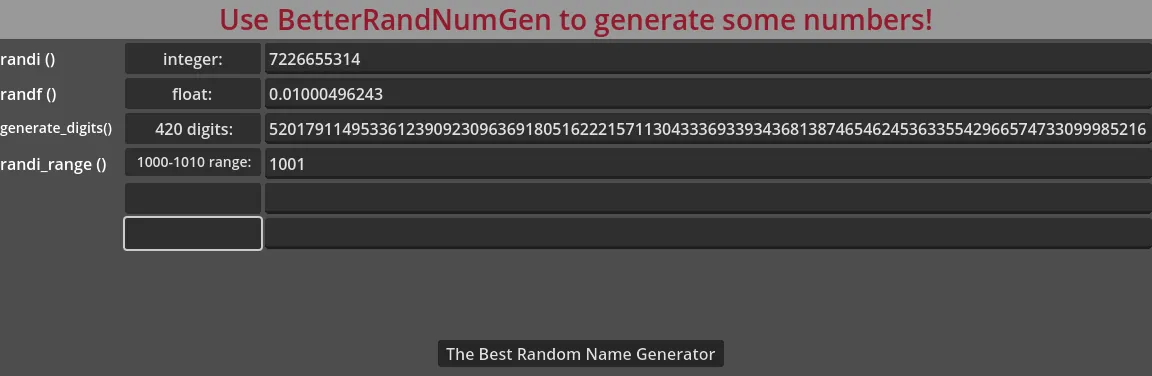 Use BetterRandNumGen to generate some numbers!
randi () integer: 7226655314
randf () float: 0.01000496243
generate_digits() 420 digits: 520179114953361239092309636918051622215711304333693393436813874654624536335542966574733099985216
randi_range () 1000-1010 range: 1001
The Best Random Name Generator